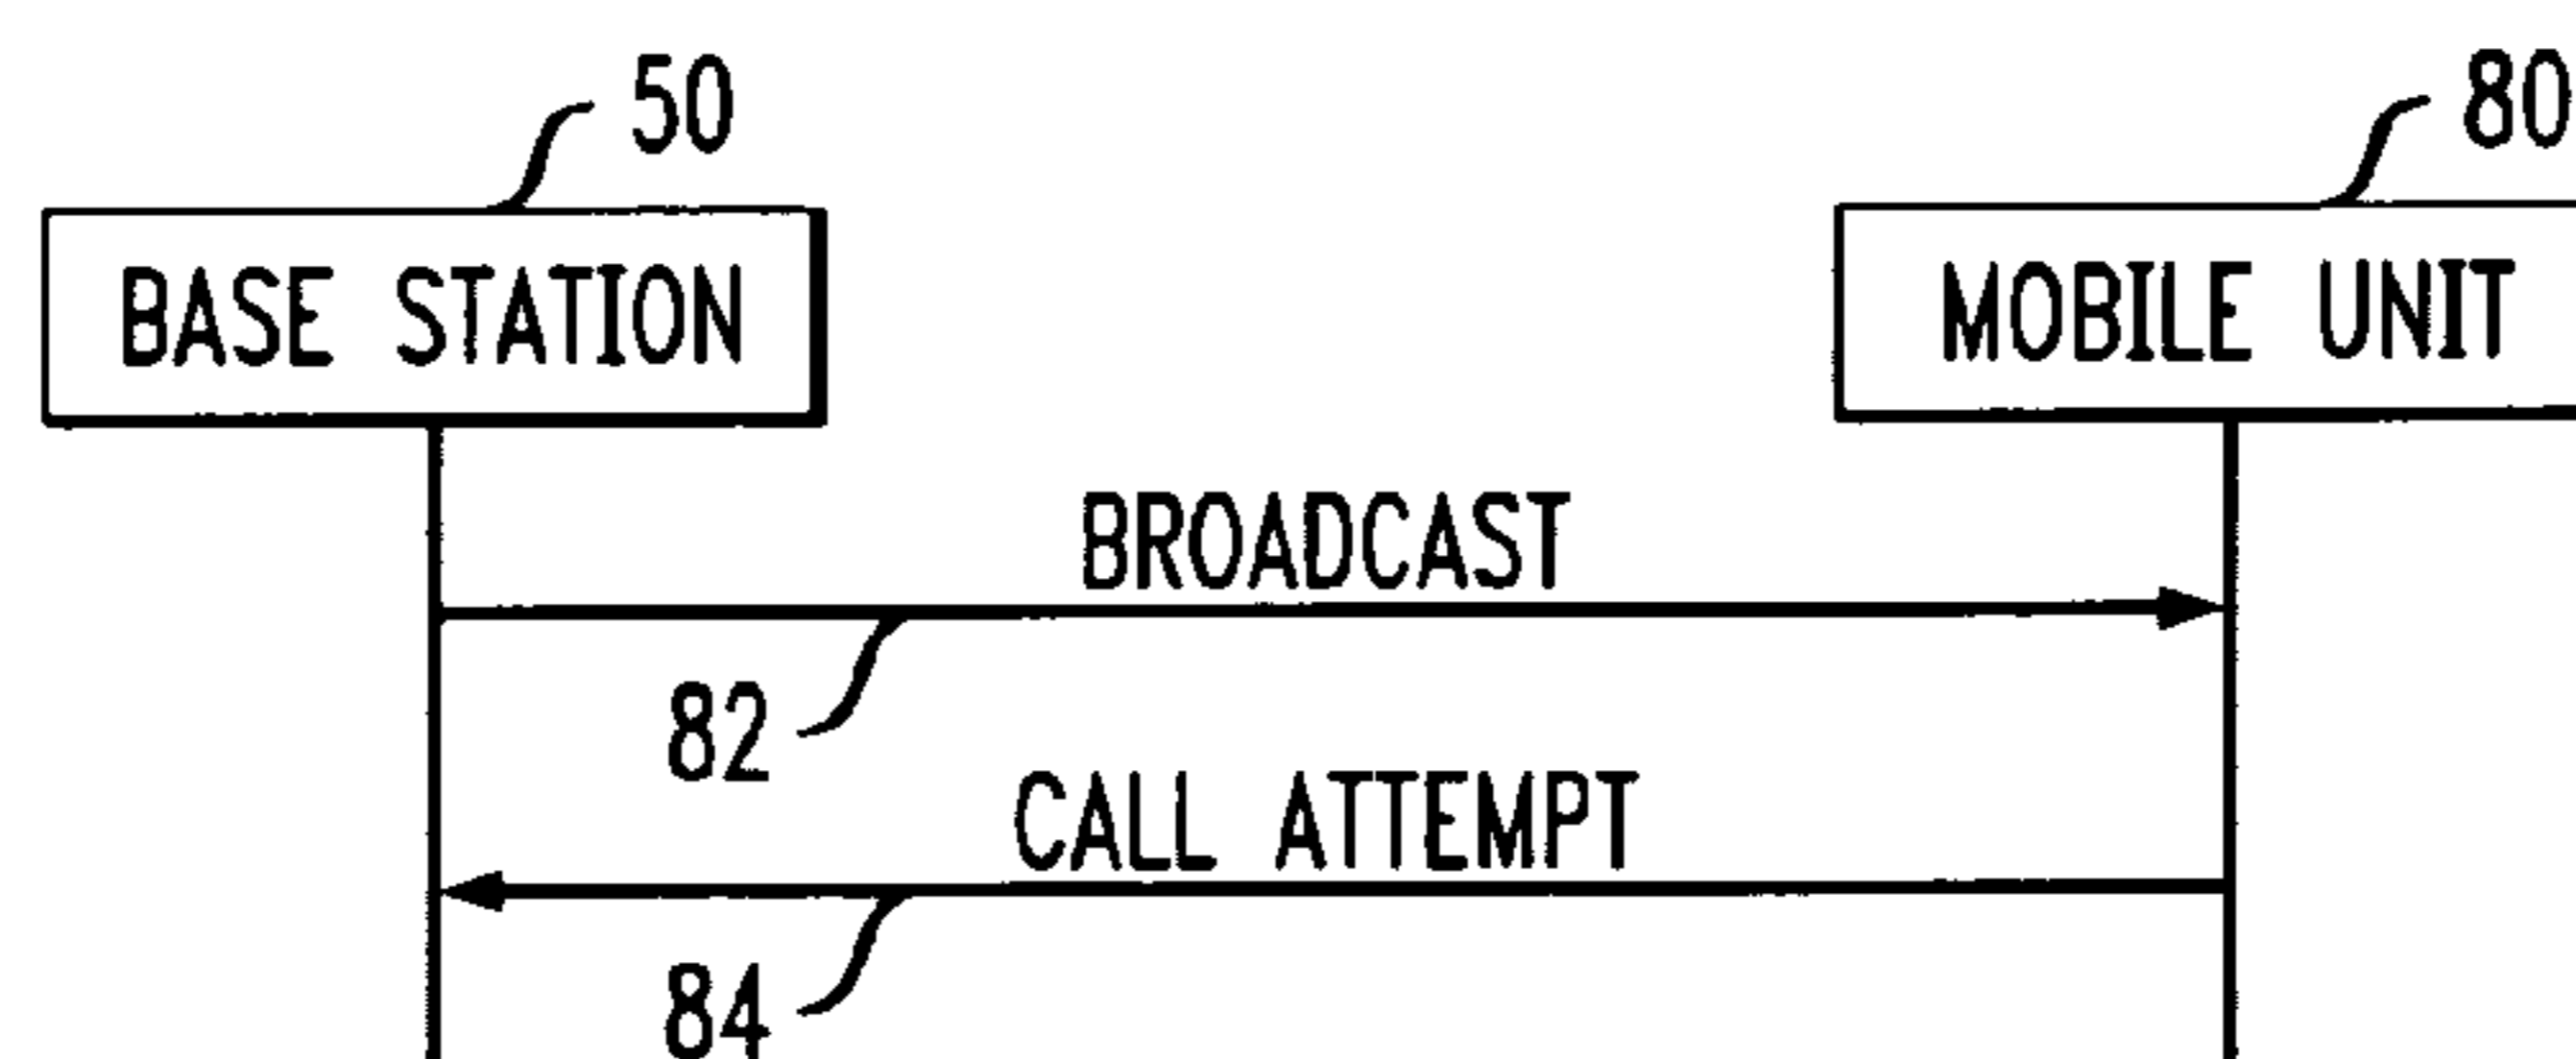 50
80
BASE STATION
MOBILE UNIT
BROADCAST
82
CALL ATTEMPT
84